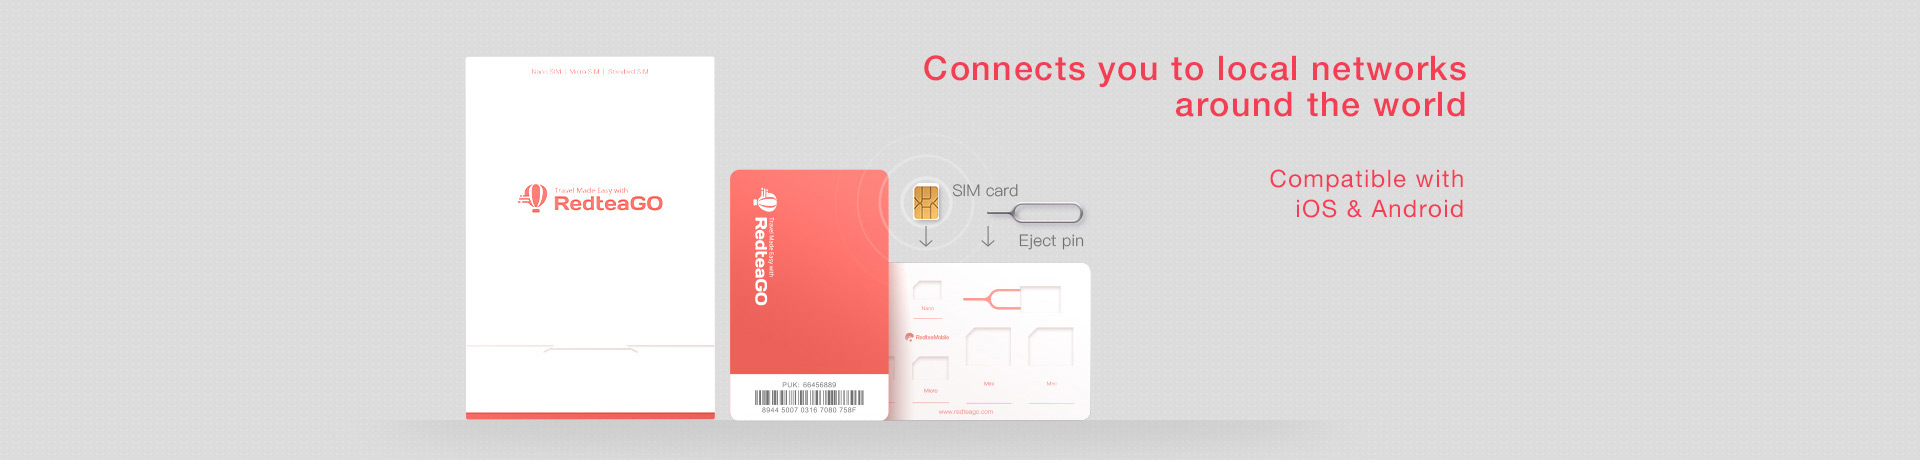 Nano SIM | Micro SIM | Standard SIM
Travel Made Easy with
RedteaGO
Travel Made Easy with
RedteaGO
PUK: 66456889
8944 5007 0316 7080 758F
Connects you to local networks
around the world
Compatible with
iOS & Android
SIM card
Eject pin
Nano
RedteaMobile
Micro
Mini
www.redteago.com